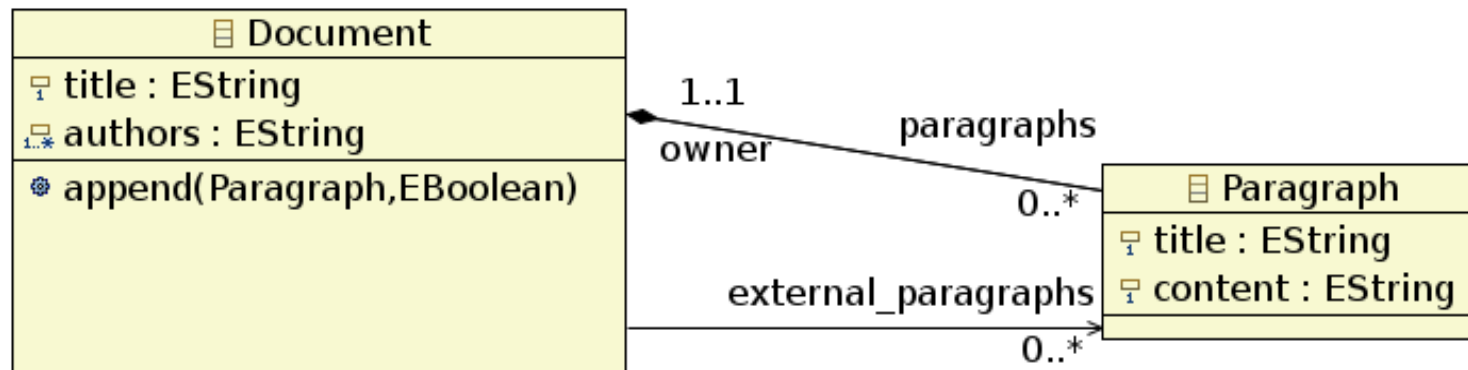 Document
title : EString
authors : EString
append(Paragraph,EBoolean)
1..1
owner
paragraphs
0..*
external_paragraphs
0..*
Paragraph
title : EString
content : EString